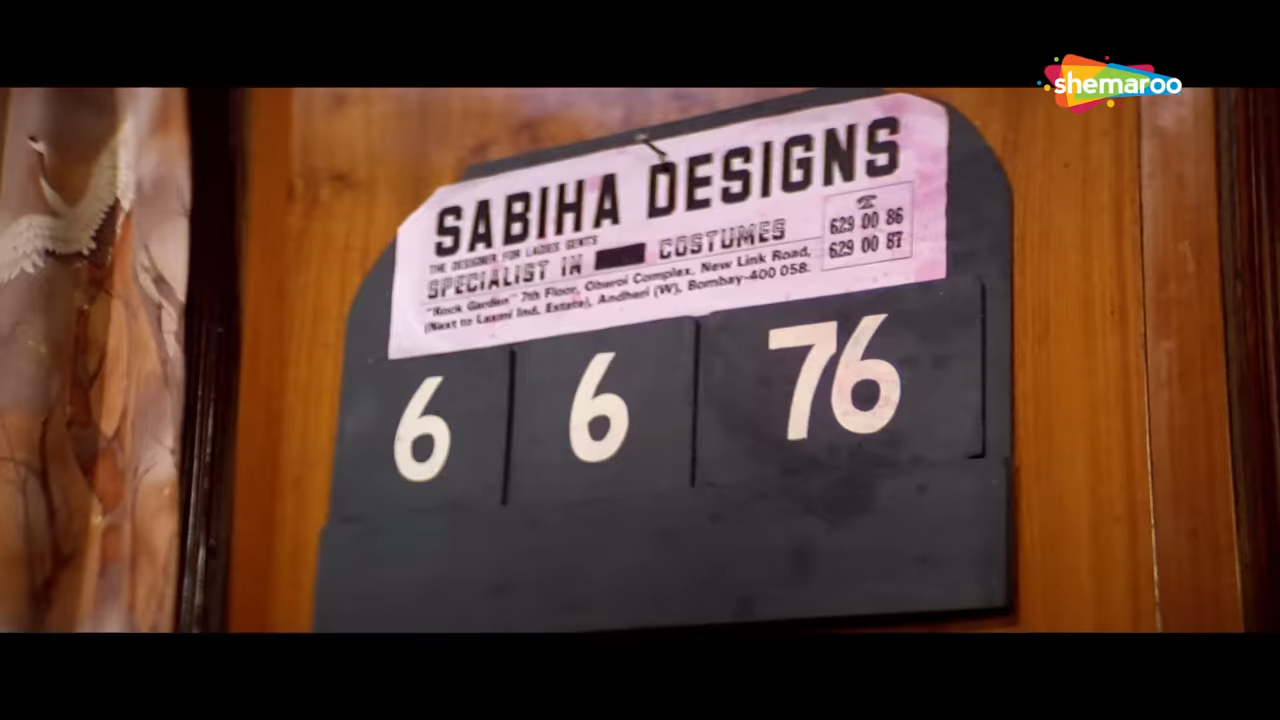 shemaroo
SABIHA DESIGNS
THE DESIGNER FOR LADIES GENTS
SPECIALIST IN COSTUMES
"Rock Garden" 7th Floor, Oberoi Complex, New Link Road,
(Next to Laxmi Ind. Estate), Andheri (W), Bombay-400 058.
629 00 86
629 00 87
6 6 76